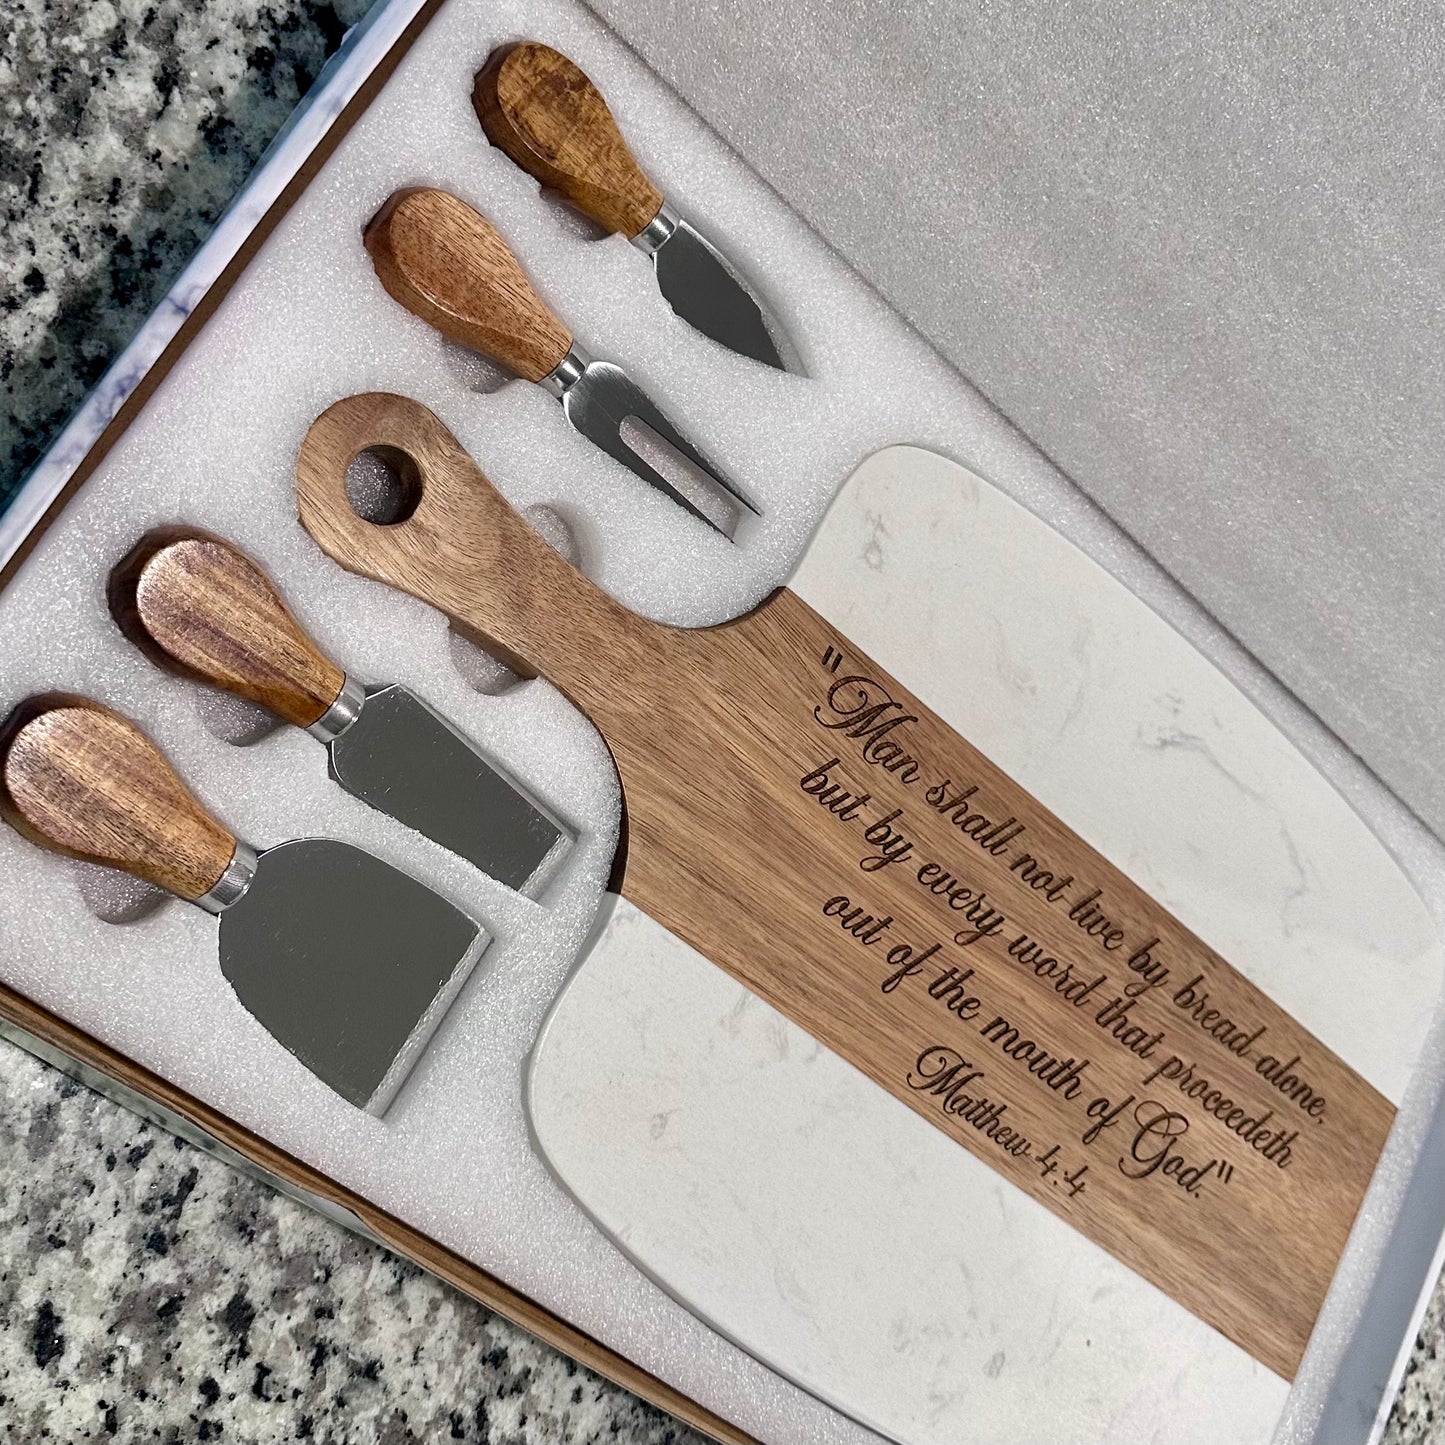 "Man shall not live by bread alone,
but by every word that proceedeth
out of the mouth of God."
Matthew 4:4